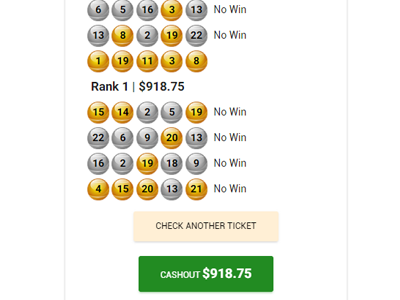 6 5 16 3 13 No Win
13 8 2 19 22 No Win
1 19 11 3 8
Rank 1 | $918.75
15 14 2 5 19 No Win
22 6 9 20 13 No Win
16 2 19 18 9 No Win
4 15 20 13 21 No Win
CHECK ANOTHER TICKET
CASHOUT $918.75